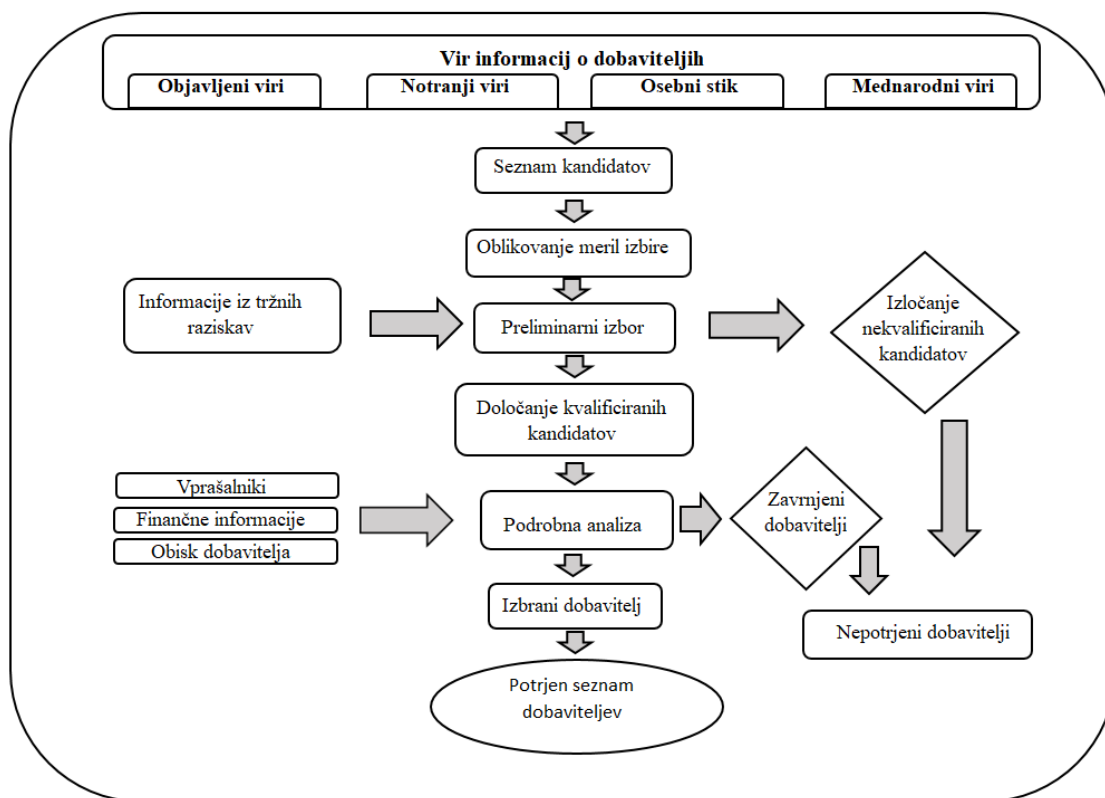 Vir informacij o dobaviteljih
Objavljeni viri
Notranji viri
Osebni stik
Mednarodni viri
Seznam kandidatov
Oblikovanje meril izbire
Informacije iz tržnih
raziskav
Preliminarni izbor
Izločanje
nekvalificiranih
kandidatov
Določanje kvalificiranih
kandidatov
Vprašalniki
Finančne informacije
Obisk dobavitelja
Podrobna analiza
Zavrnjeni
dobavitelji
Izbrani dobavitelj
Nepotrjeni dobavitelji
Potrjen seznam
dobaviteljev